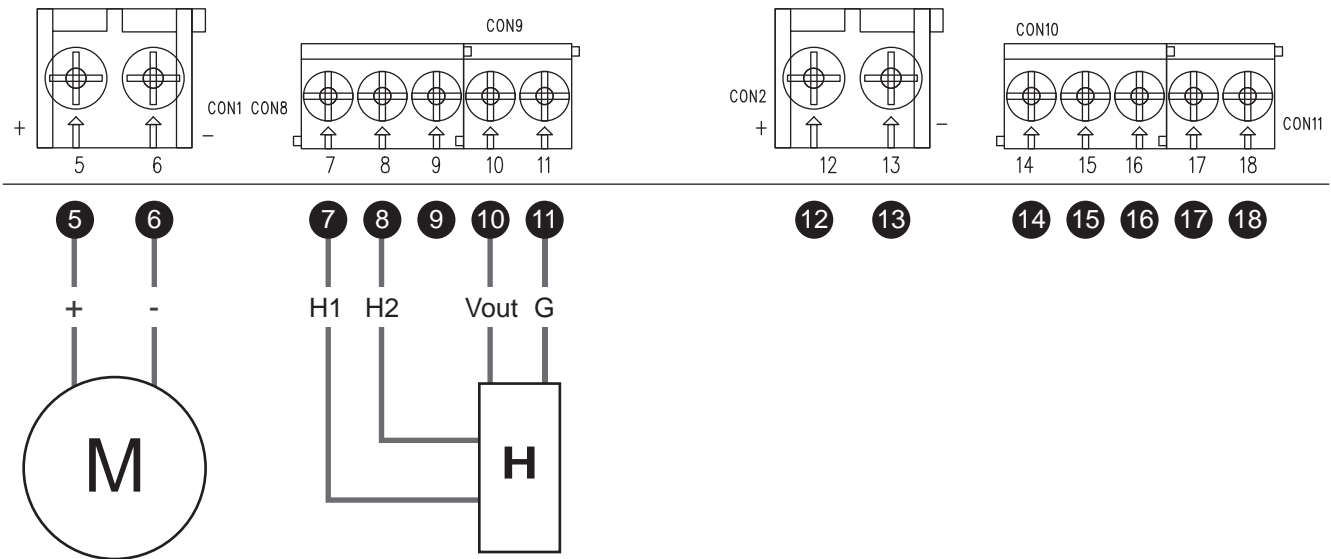 CON9
CON10
CON1 CON8
CON2
CON11
+ -
+ -
5 6 7 8 9 10 11 12 13 14 15 16 17 18
5 6 7 8 9 10 11 12 13 14 15 16 17 18
+ - H1 H2 Vout G
M
H